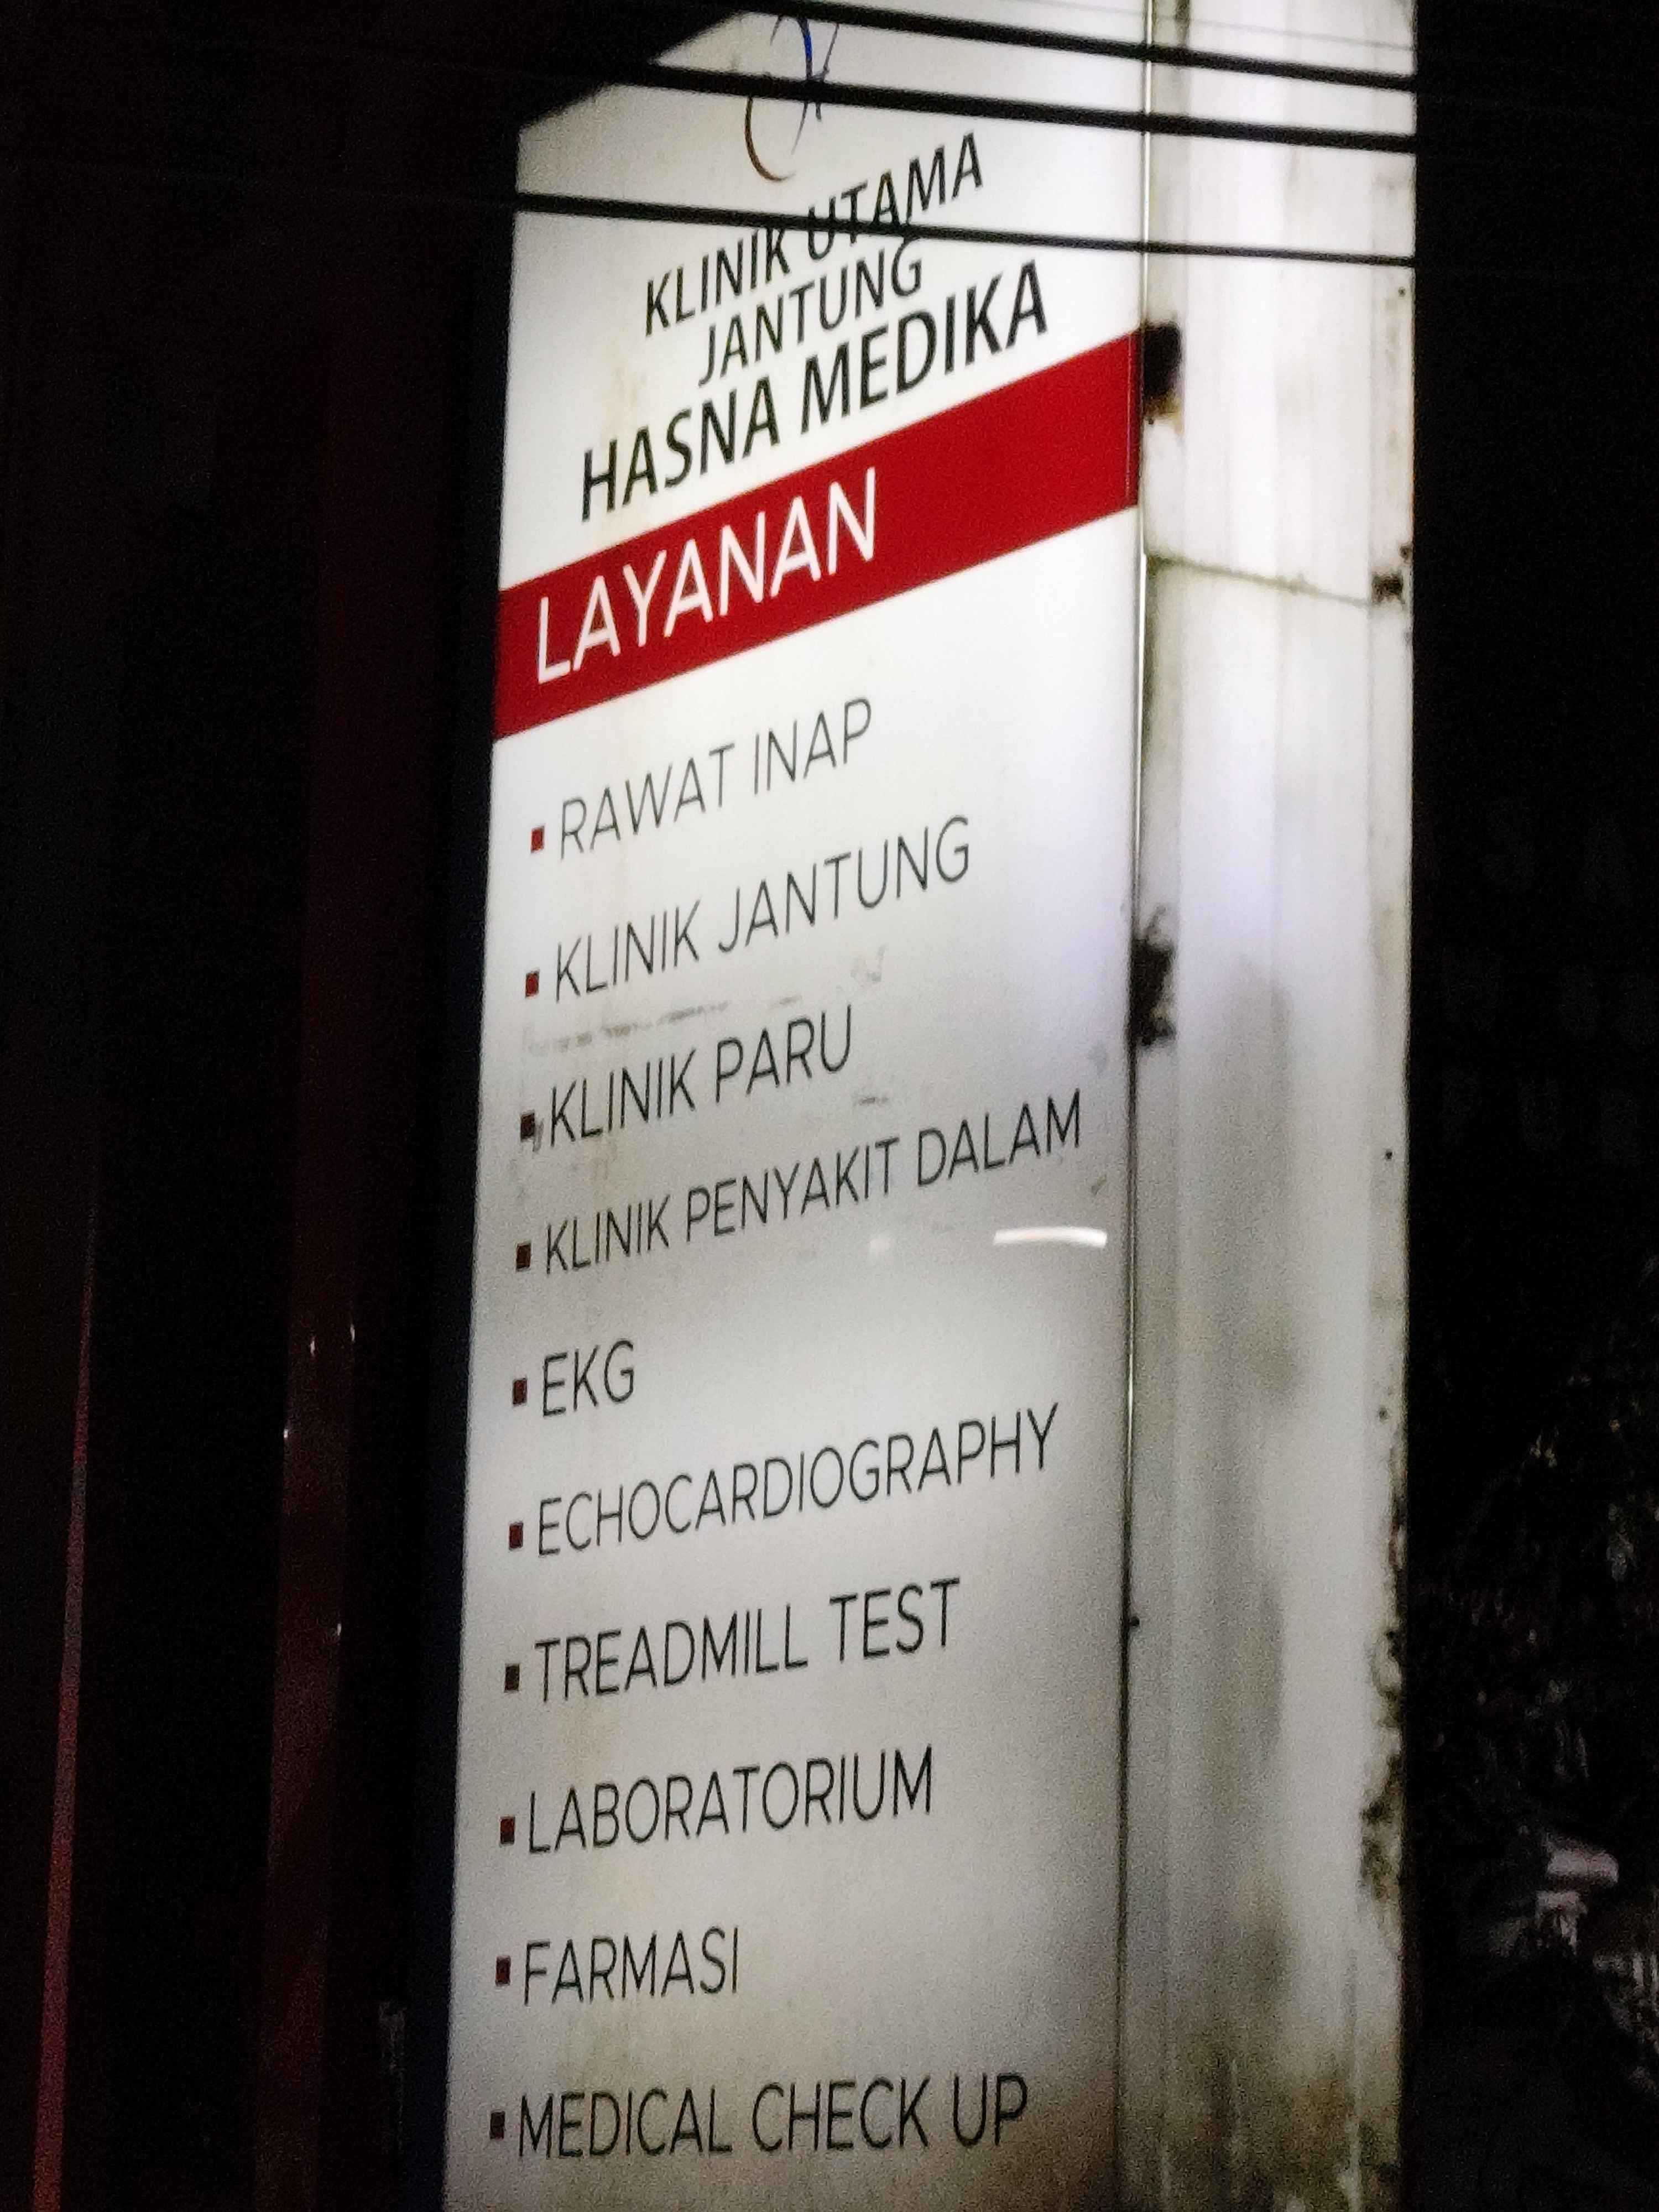 KLINIK UTAMA
JANTUNG
HASNA MEDIKA
LAYANAN
▪ RAWAT INAP
▪ KLINIK JANTUNG
▪ KLINIK PARU
▪ KLINIK PENYAKIT DALAM
▪ EKG
▪ ECHOCARDIOGRAPHY
▪ TREADMILL TEST
▪ LABORATORIUM
▪ FARMASI
▪ MEDICAL CHECK UP